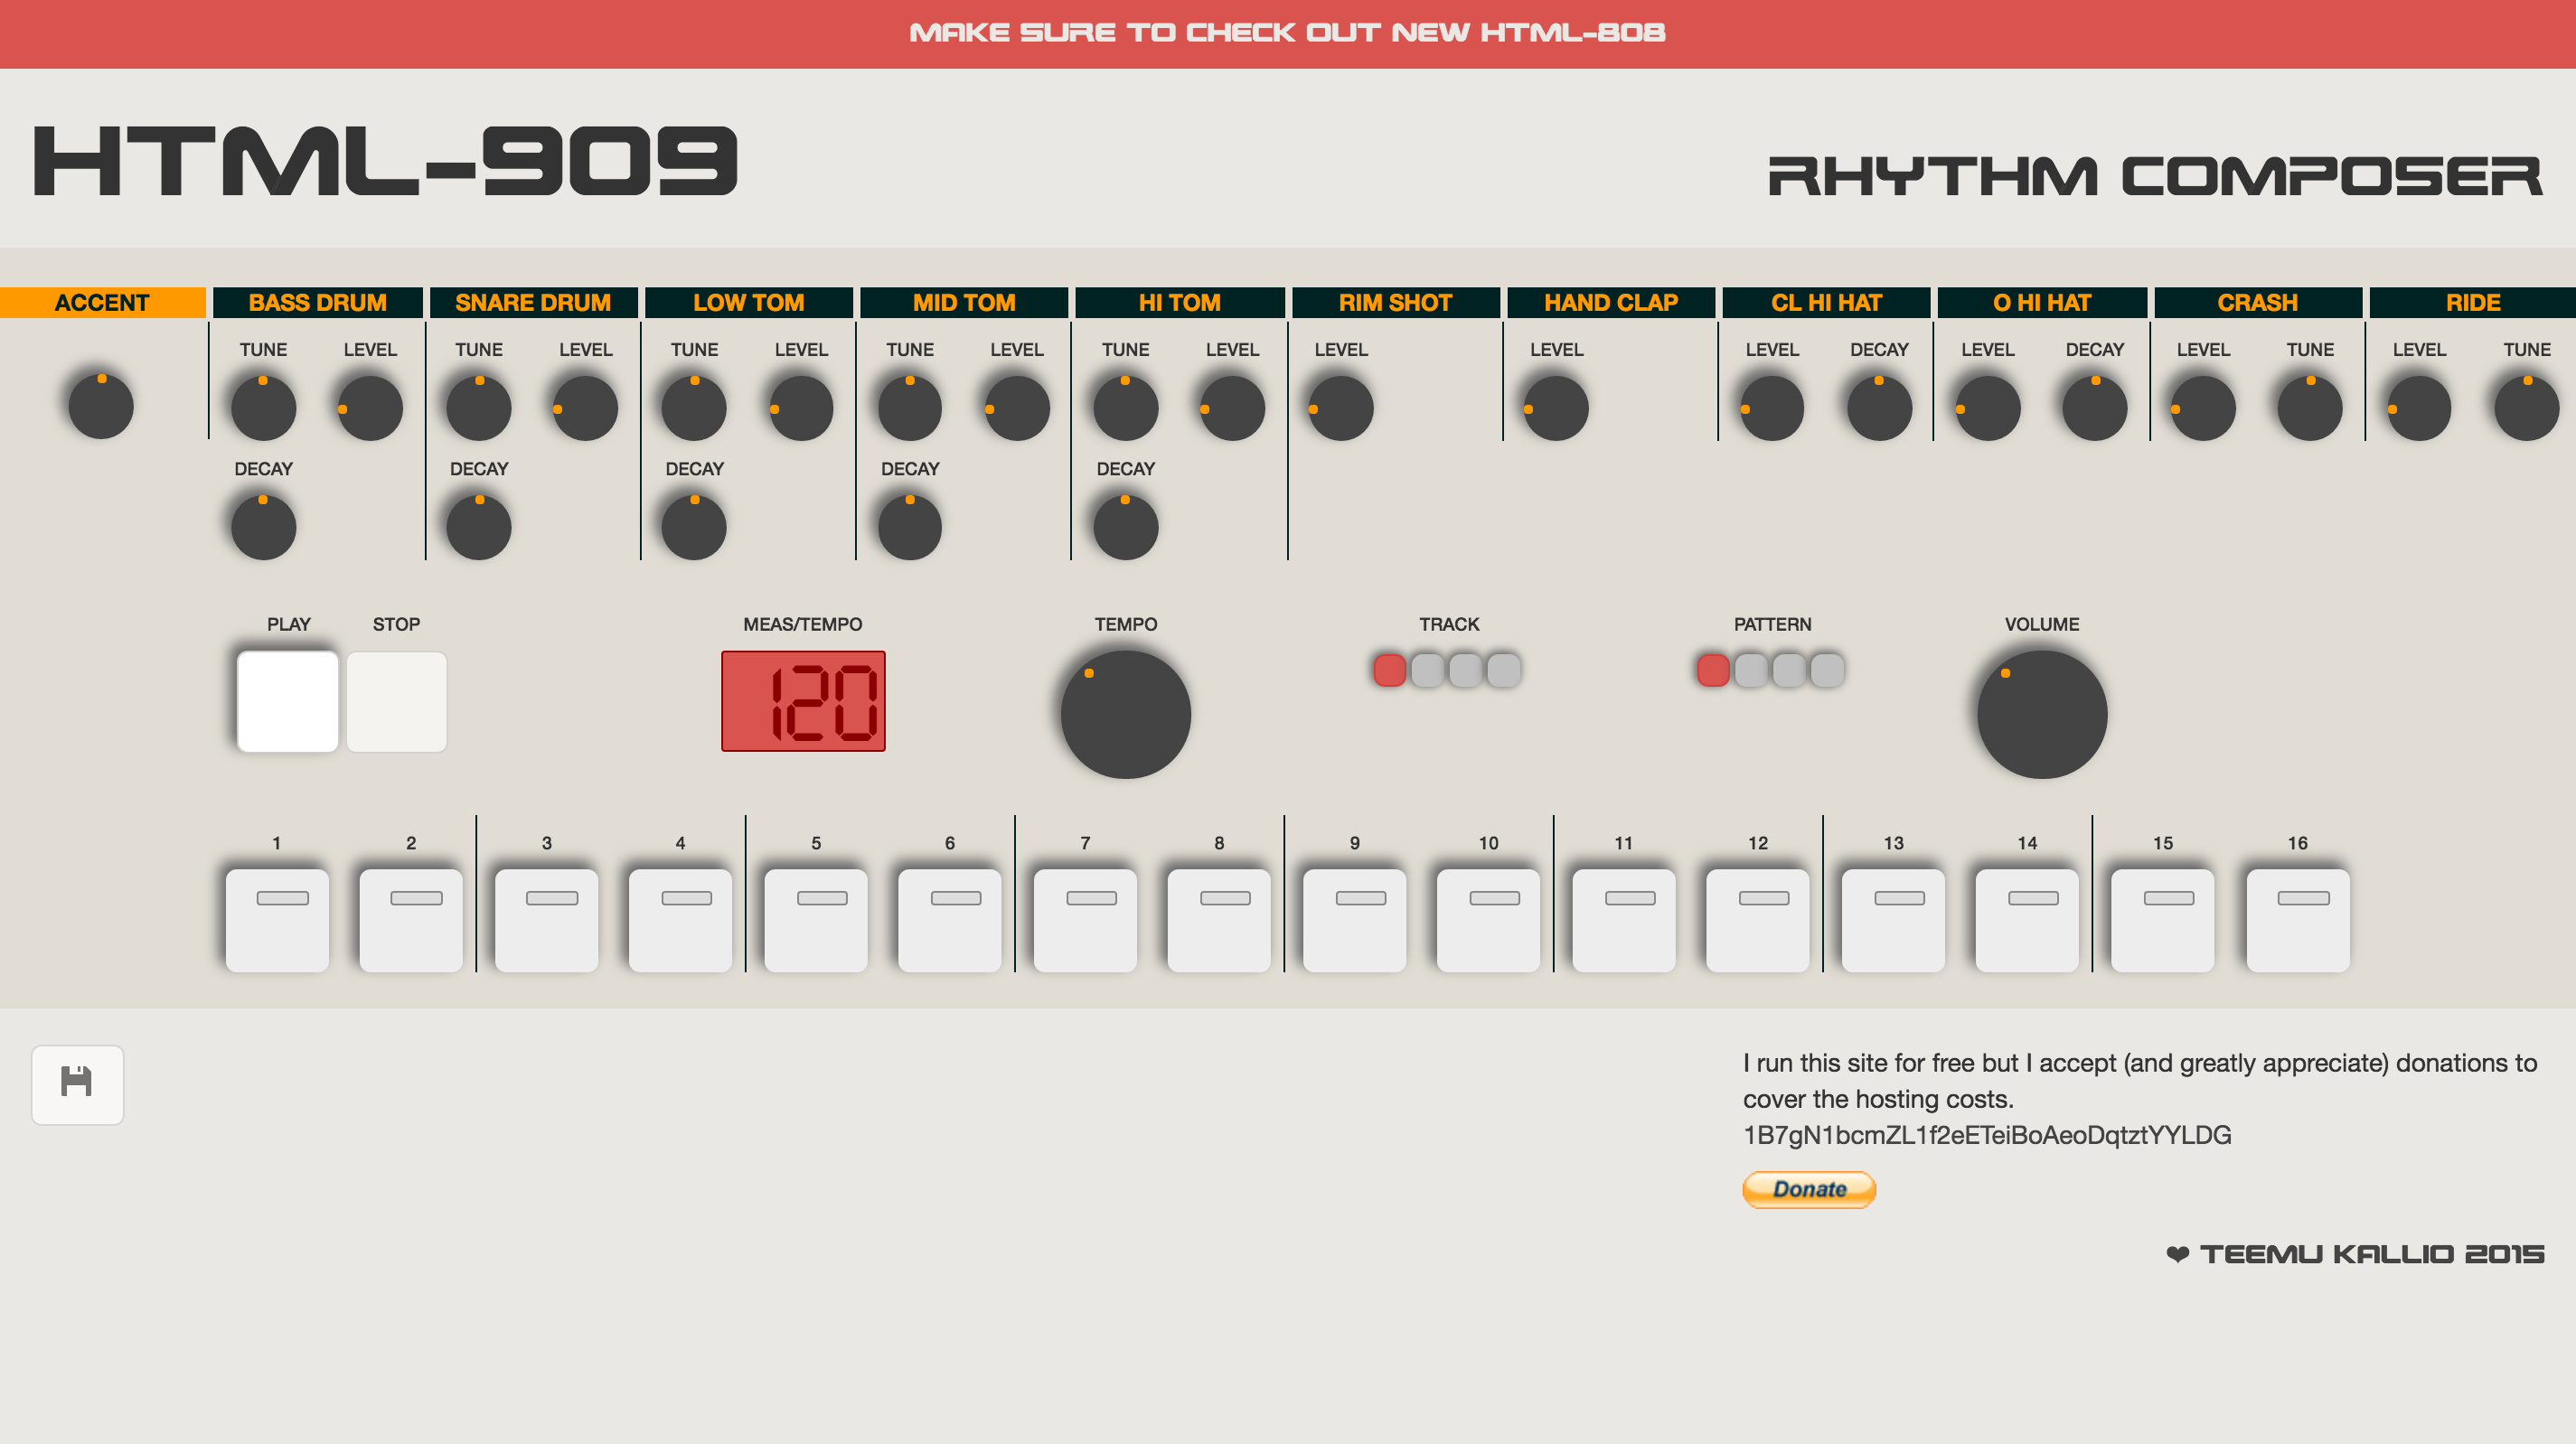 MAKE SURE TO CHECK OUT NEW HTML-808
HTML-909
RHYTHM COMPOSER
ACCENT BASS DRUM SNARE DRUM LOW TOM MID TOM HI TOM RIM SHOT HAND CLAP CL HI HAT O HI HAT CRASH RIDE
TUNE LEVEL TUNE LEVEL TUNE LEVEL TUNE LEVEL TUNE LEVEL LEVEL LEVEL LEVEL DECAY LEVEL DECAY LEVEL TUNE LEVEL TUNE
DECAY DECAY DECAY DECAY DECAY
PLAY STOP MEAS/TEMPO TEMPO TRACK PATTERN VOLUME
120
1 2 3 4 5 6 7 8 9 10 11 12 13 14 15 16
I run this site for free but I accept (and greatly appreciate) donations to
cover the hosting costs.
1B7gN1bcmZL1f2eETeiBoAeoDqtztYYLDG
Donate
❤ TEEMU KALLIO 2015